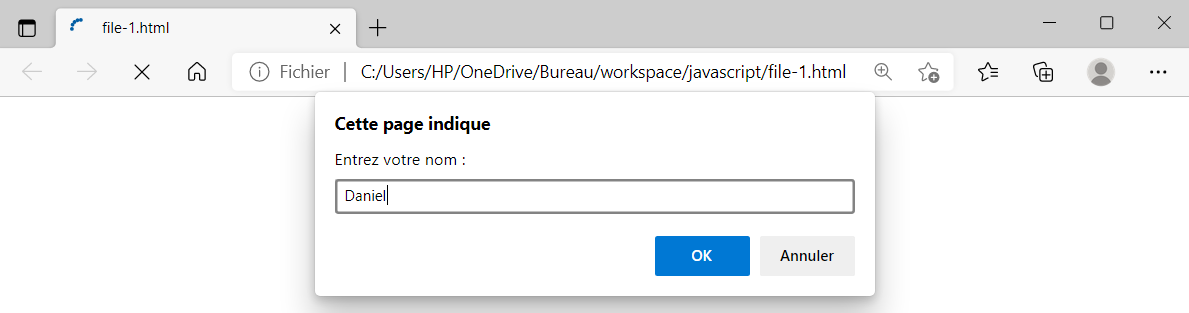 file-1.html
Fichier | C:/Users/HP/OneDrive/Bureau/workspace/javascript/file-1.html
Cette page indique
Entrez votre nom :
Daniel
OK Annuler